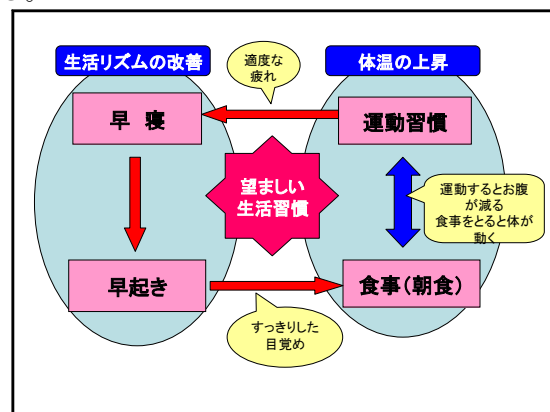 生活リズムの改善
適度な
疲れ
体温の上昇
早 寝
運動習慣
望ましい
生活習慣
運動するとお腹
が減る
食事をとると体が
動く
早起き
食事(朝食)
すっきりした
目覚め